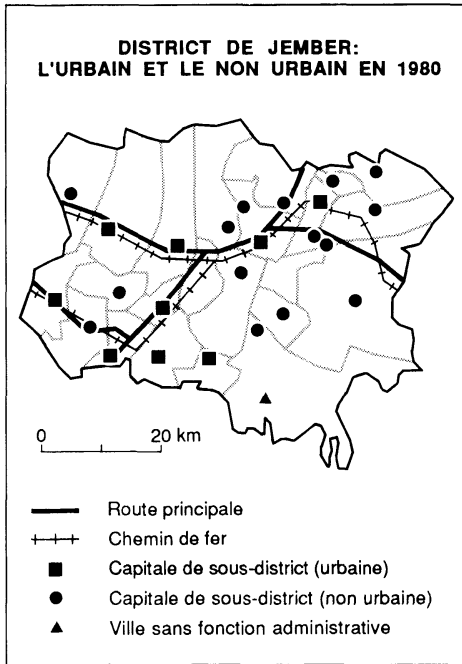 DISTRICT DE JEMBER:
L'URBAIN ET LE NON URBAIN EN 1980
0 20 km
Route principale
Chemin de fer
Capitale de sous-district (urbaine)
Capitale de sous-district (non urbaine)
Ville sans fonction administrative